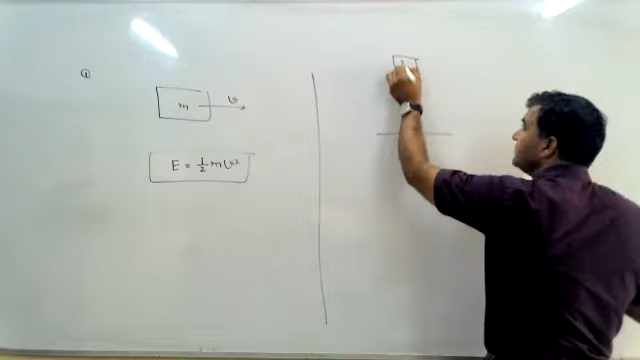 ①
m v
E = ½mv²